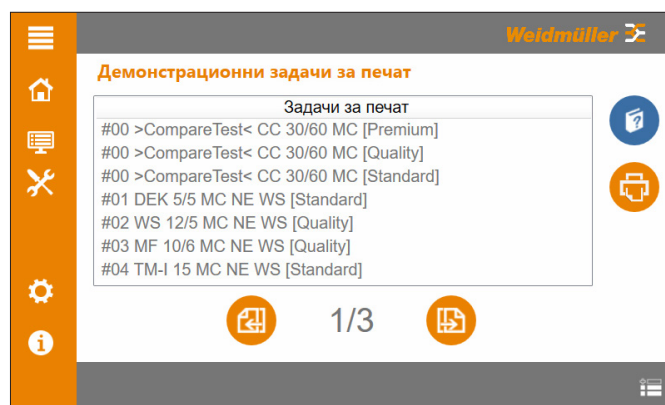 Weidmüller
Демонстрационни задачи за печат
Задачи за печат
#00 >CompareTest< CC 30/60 MC [Premium]
#00 >CompareTest< CC 30/60 MC [Quality]
#00 >CompareTest< CC 30/60 MC [Standard]
#01 DEK 5/5 MC NE WS [Standard]
#02 WS 12/5 MC NE WS [Quality]
#03 MF 10/6 MC NE WS [Quality]
#04 TM-I 15 MC NE WS [Standard]
1/3